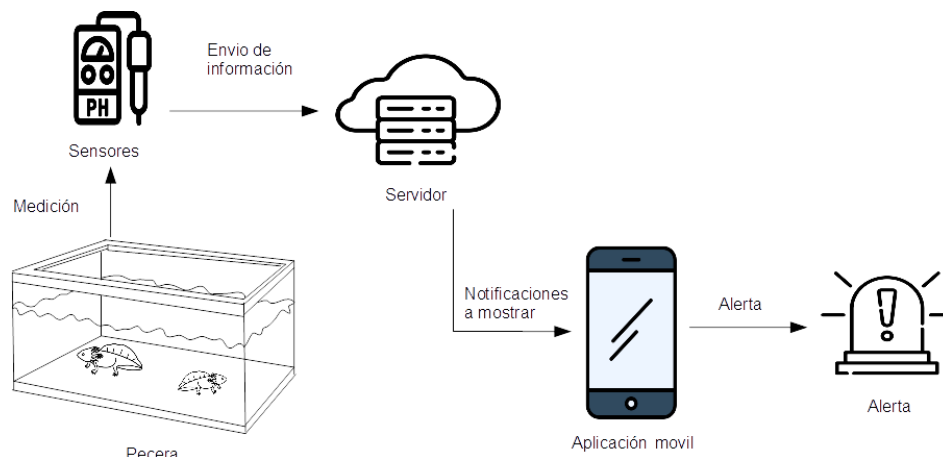 Envio de
información
PH
Sensores
Servidor
Medición
Notificaciones
a mostrar
Alerta
Alerta
Aplicación movil
Pecera